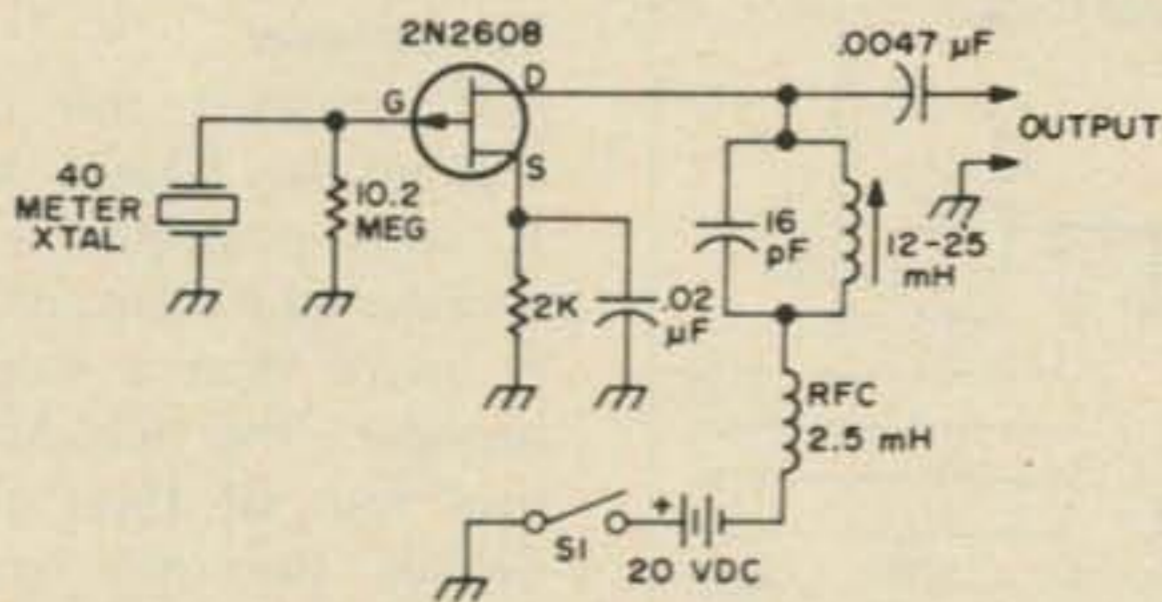 2N2608
.0047 µF
D
G
OUTPUT
S
40
METER
XTAL
10.2
MEG
16
pF
12-25
mH
2K
.02
µF
RFC
2.5 mH
+
S1
20 VDC